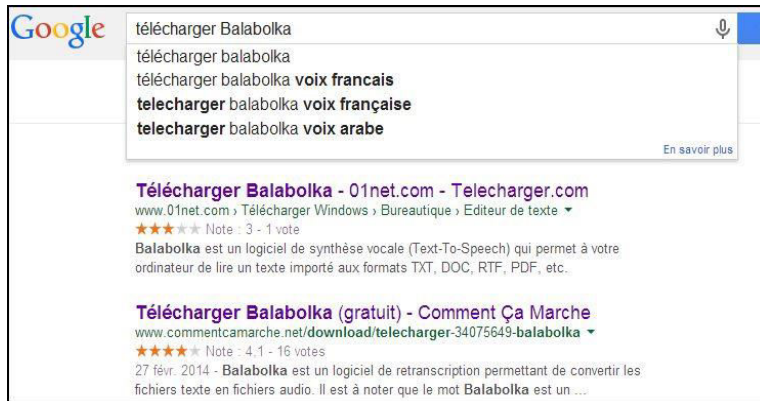 Google
télécharger Balabolka
télécharger balabolka
télécharger balabolka voix francais
telecharger balabolka voix française
telecharger balabolka voix arabe
En savoir plus
Télécharger Balabolka - 01net.com - Telecharger.com
www.01net.com › Télécharger Windows › Bureautique › Editeur de texte
Note : 3 - 1 vote
Balabolka est un logiciel de synthèse vocale (Text-To-Speech) qui permet à votre
ordinateur de lire un texte importé aux formats TXT, DOC, RTF, PDF, etc.
Télécharger Balabolka (gratuit) - Comment Ça Marche
www.commentcamarche.net/download/telecharger-34075649-balabolka
Note : 4,1 - 16 votes
27 févr. 2014 - Balabolka est un logiciel de retranscription permettant de convertir les
fichiers texte en fichiers audio. Il est à noter que le mot Balabolka est un ...